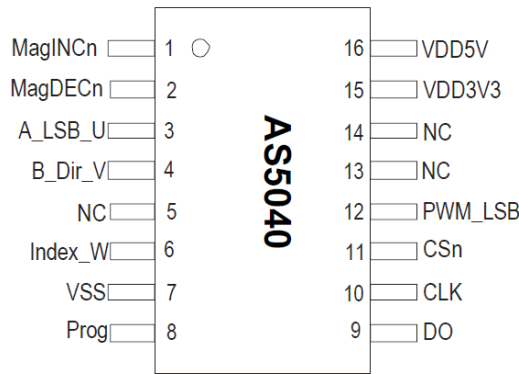 MagINCn 1 16 VDD5V
MagDECn 2 15 VDD3V3
A_LSB_U 3 14 NC
B_Dir_V 4 13 NC
NC 5 12 PWM_LSB
Index_W 6 11 CSn
VSS 7 10 CLK
Prog 8 9 DO
AS5040